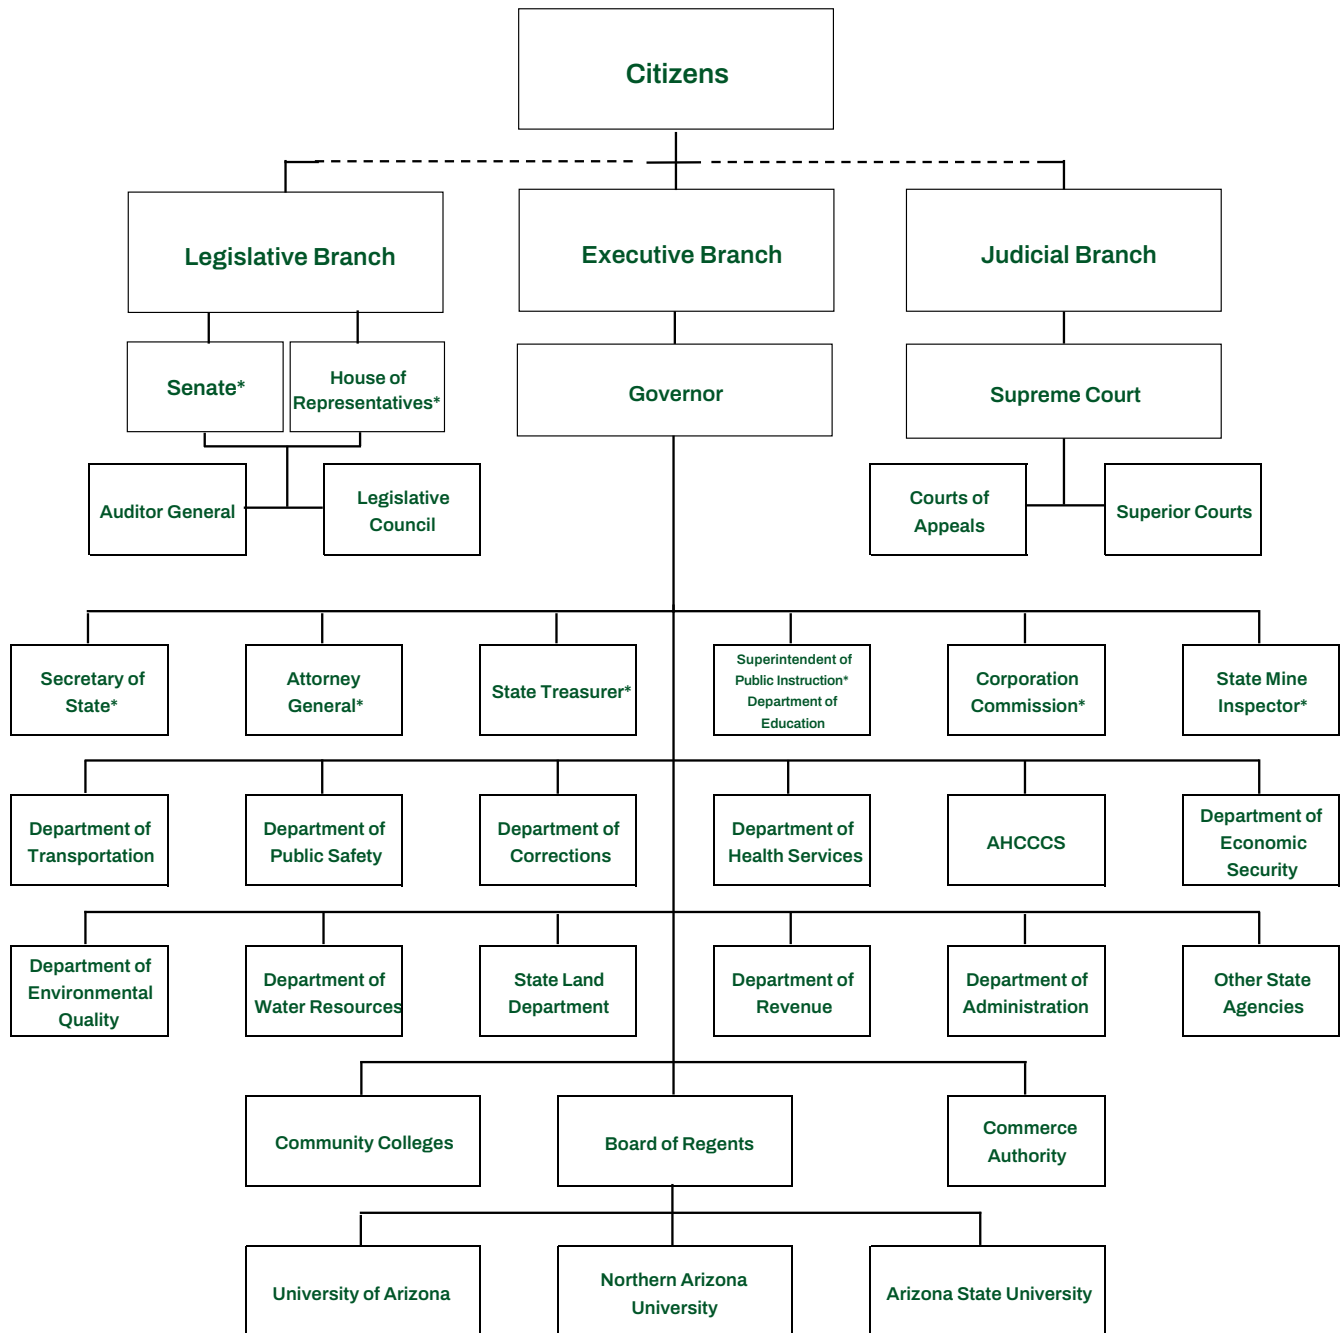 Citizens
Legislative Branch
Executive Branch
Judicial Branch
Senate*
House of
Representatives*
Governor
Supreme Court
Auditor General
Legislative
Council
Courts of
Appeals
Superior Courts
Secretary of
State*
Attorney
General*
State Treasurer*
Superintendent of
Public Instruction*
Department of
Education
Corporation
Commission*
State Mine
Inspector*
Department of
Transportation
Department of
Public Safety
Department of
Corrections
Department of
Health Services
AHCCCS
Department of
Economic
Security
Department of
Environmental
Quality
Department of
Water Resources
State Land
Department
Department of
Revenue
Department of
Administration
Other State
Agencies
Community Colleges
Board of Regents
Commerce
Authority
University of Arizona
Northern Arizona
University
Arizona State University